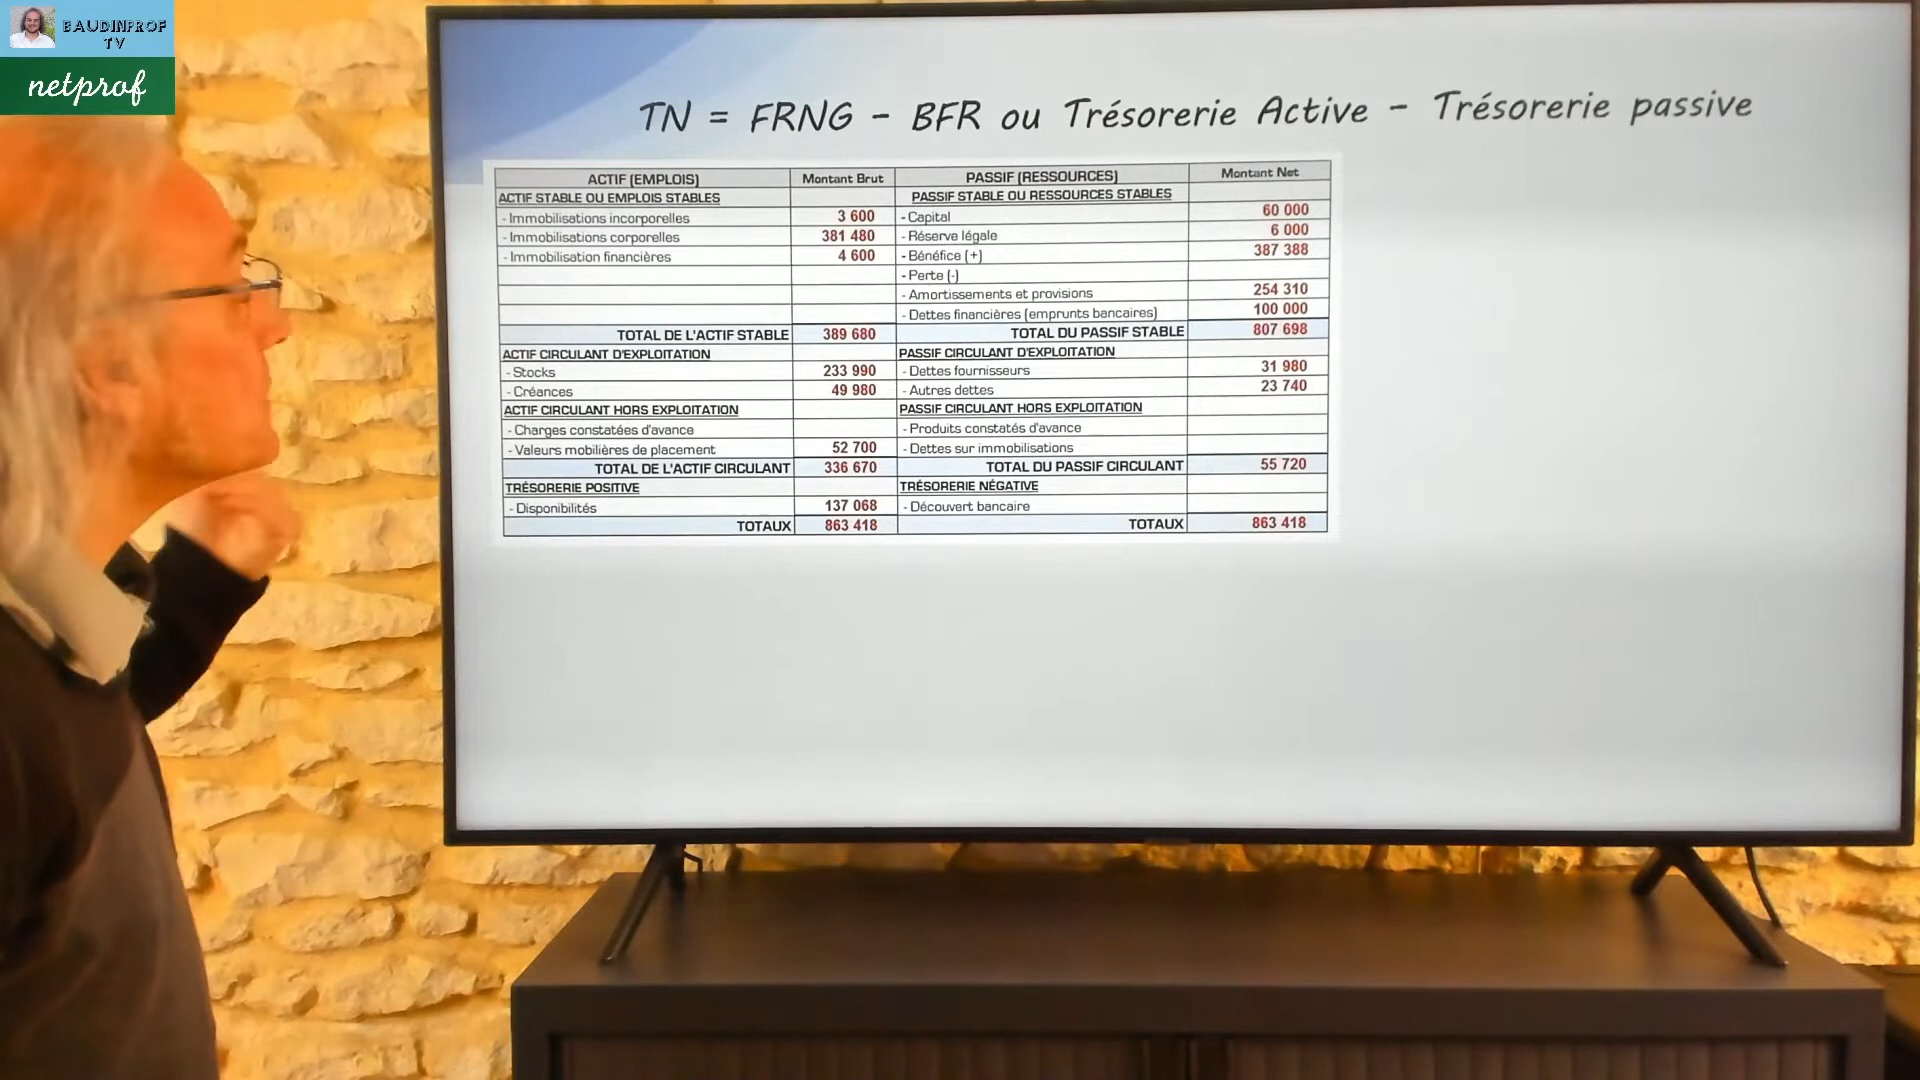 BAUDINPROF
TV
netprof
TN = FRNG - BFR ou Trésorerie Active - Trésorerie passive
ACTIF (EMPLOIS) Montant Brut PASSIF (RESSOURCES) Montant Net
ACTIF STABLE OU EMPLOIS STABLES PASSIF STABLE OU RESSOURCES STABLES
- Immobilisations incorporelles 3 600 - Capital 60 000
- Immobilisations corporelles 381 480 - Réserve légale 6 000
- Immobilisation financières 4 600 - Bénéfice (+) 387 388
- Perte (-)
- Amortissements et provisions 254 310
- Dettes financières (emprunts bancaires) 100 000
TOTAL DE L'ACTIF STABLE 389 680 TOTAL DU PASSIF STABLE 807 698
ACTIF CIRCULANT D'EXPLOITATION PASSIF CIRCULANT D'EXPLOITATION
- Stocks 233 990 - Dettes fournisseurs 31 980
- Créances 49 980 - Autres dettes 23 740
ACTIF CIRCULANT HORS EXPLOITATION PASSIF CIRCULANT HORS EXPLOITATION
- Charges constatées d'avance - Produits constatés d'avance
- Valeurs mobilières de placement 52 700 - Dettes sur immobilisations
TOTAL DE L'ACTIF CIRCULANT 336 670 TOTAL DU PASSIF CIRCULANT 55 720
TRÉSORERIE POSITIVE TRÉSORERIE NÉGATIVE
- Disponibilités 137 068 - Découvert bancaire
TOTAUX 863 418 TOTAUX 863 418